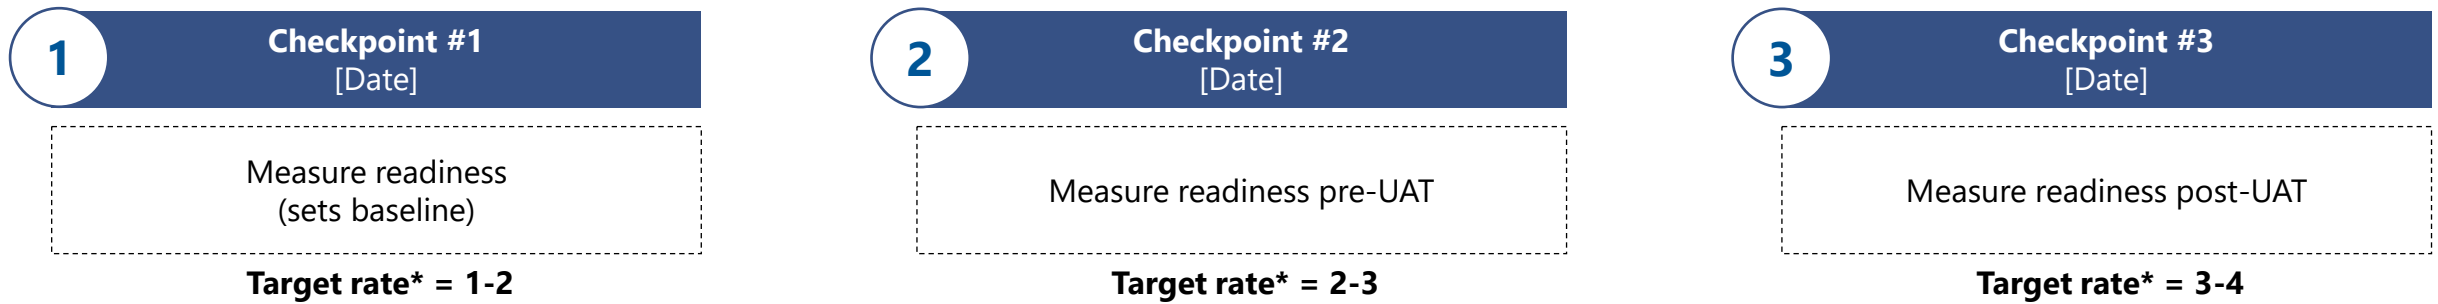 1
Checkpoint #1
[Date]
Measure readiness
(sets baseline)
Target rate* = 1-2
2
Checkpoint #2
[Date]
Measure readiness pre-UAT
Target rate* = 2-3
3
Checkpoint #3
[Date]
Measure readiness post-UAT
Target rate* = 3-4